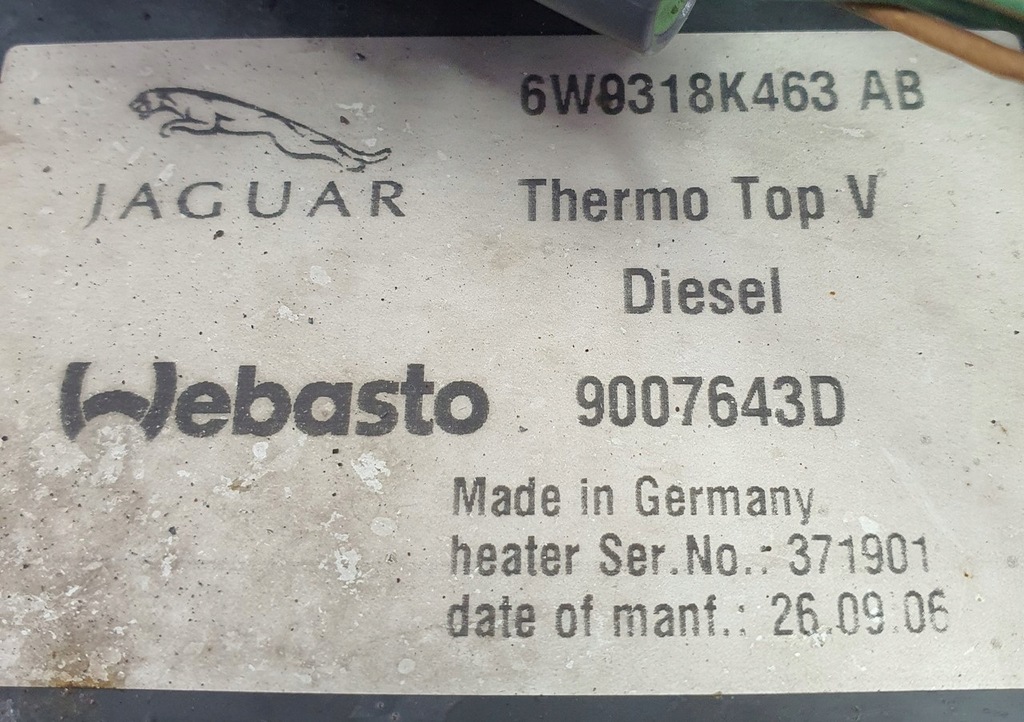 6W9318K463 AB
JAGUAR
Thermo Top V
Diesel
Webasto
9007643D
Made in Germany
heater Ser.No.: 371901
date of manf.: 26.09.06